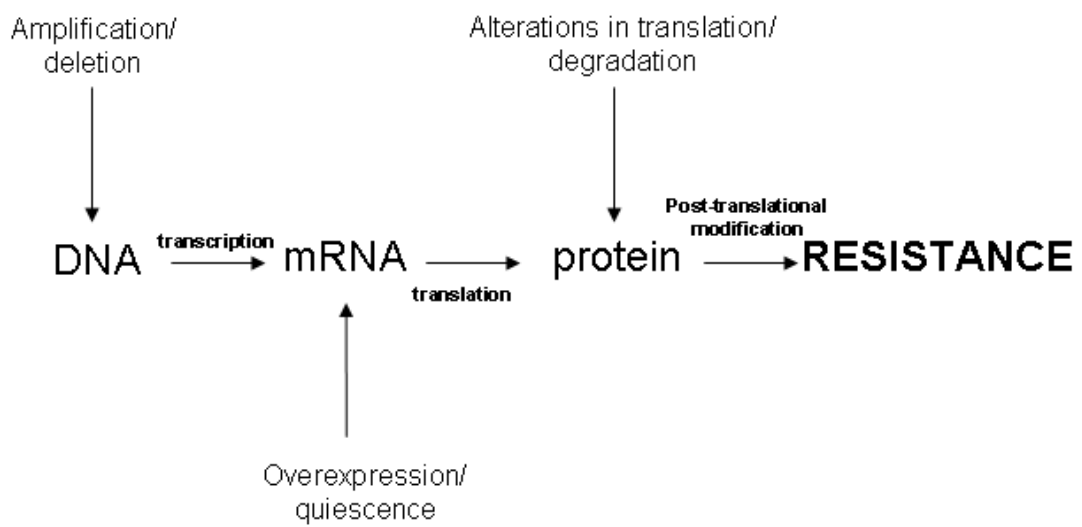 Amplification/
deletion
Alterations in translation/
degradation
DNA
transcription
mRNA
translation
protein
Post-translational
modification
RESISTANCE
Overexpression/
quiescence